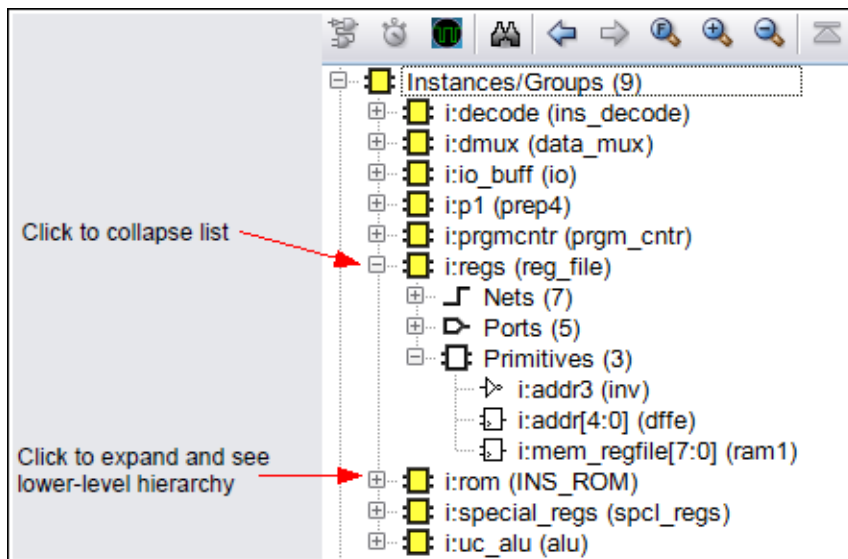 Instances/Groups (9)
i:decode (ins_decode)
i:dmux (data_mux)
i:io_buff (io)
i:p1 (prep4)
i:prgmcntr (prgm_cntr)
Click to collapse list
i:regs (reg_file)
Nets (7)
Ports (5)
Primitives (3)
i:addr3 (inv)
i:addr[4:0] (dffe)
i:mem_regfile[7:0] (ram1)
Click to expand and see
lower-level hierarchy
i:rom (INS_ROM)
i:special_regs (spcl_regs)
i:uc_alu (alu)